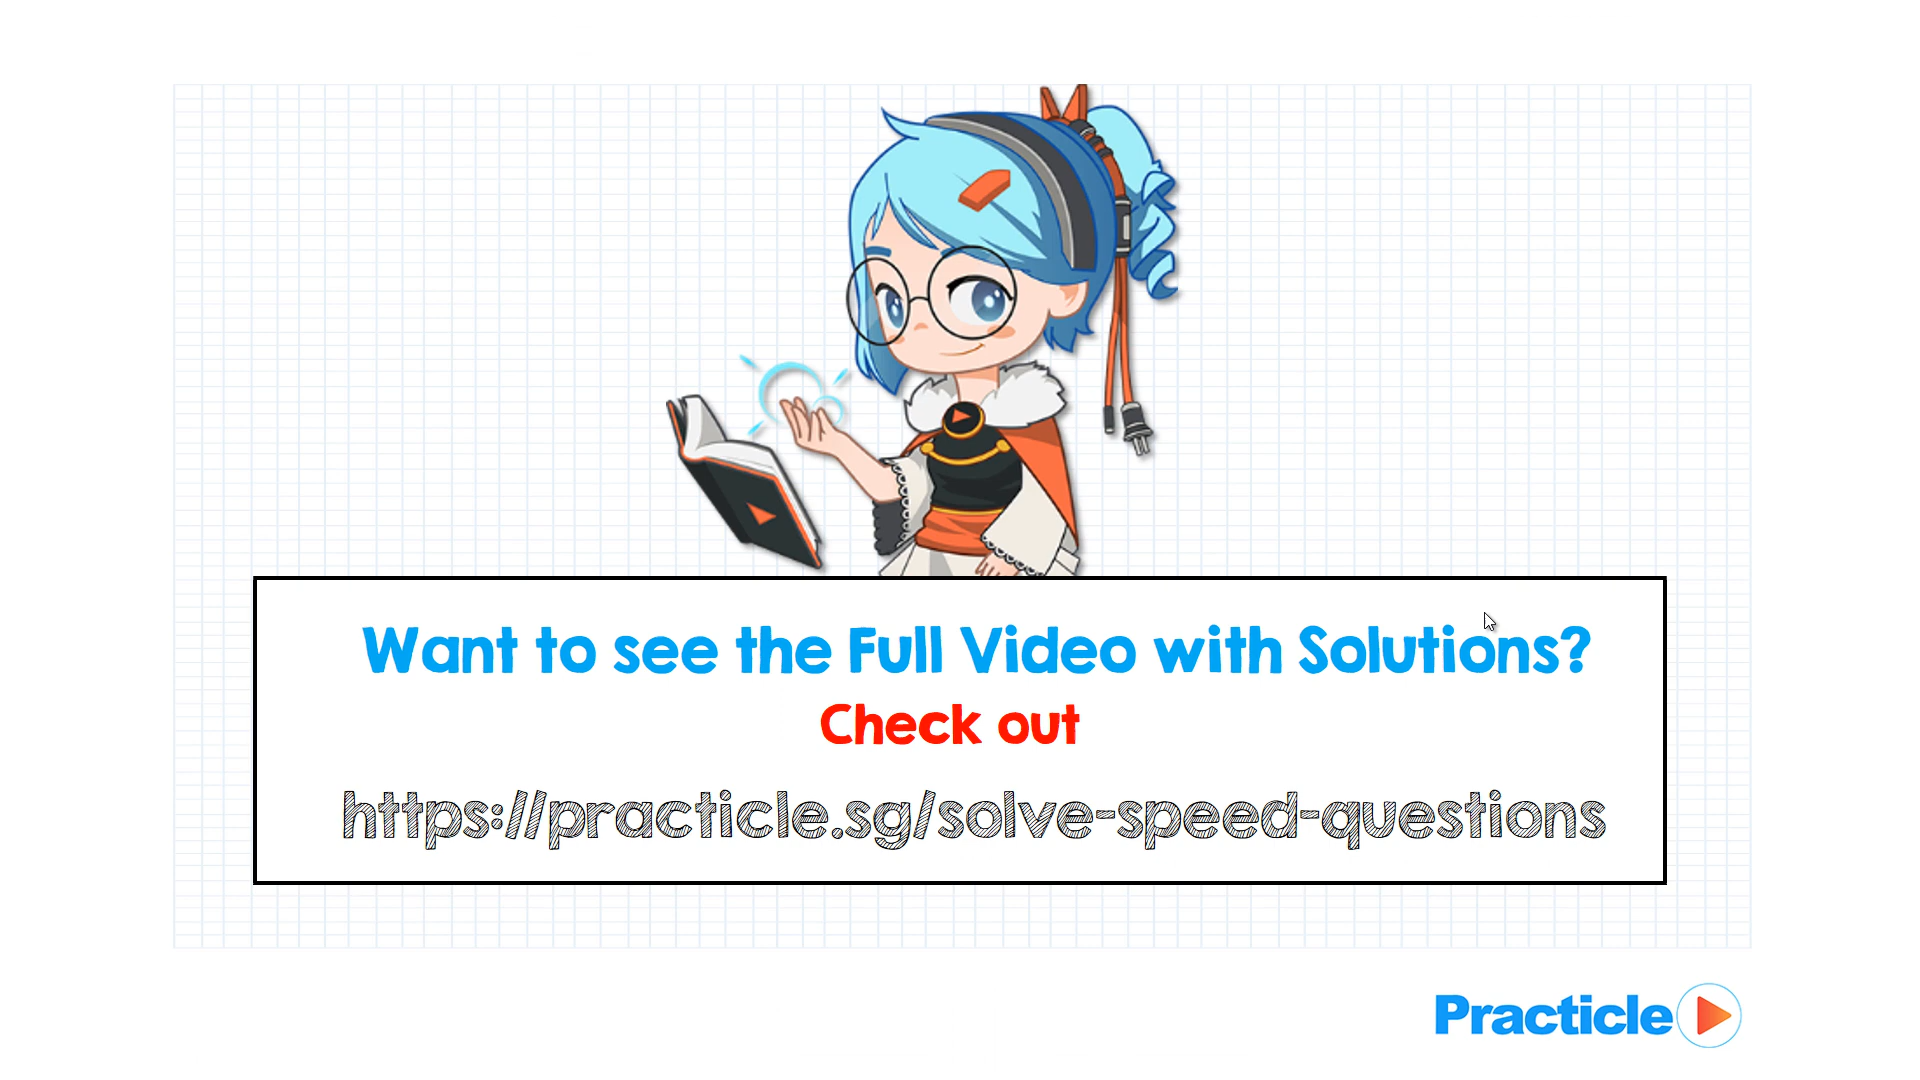 Want to see the Full Video with Solutions?
Check out
https://practicle.sg/solve-speed-questions
Practicle